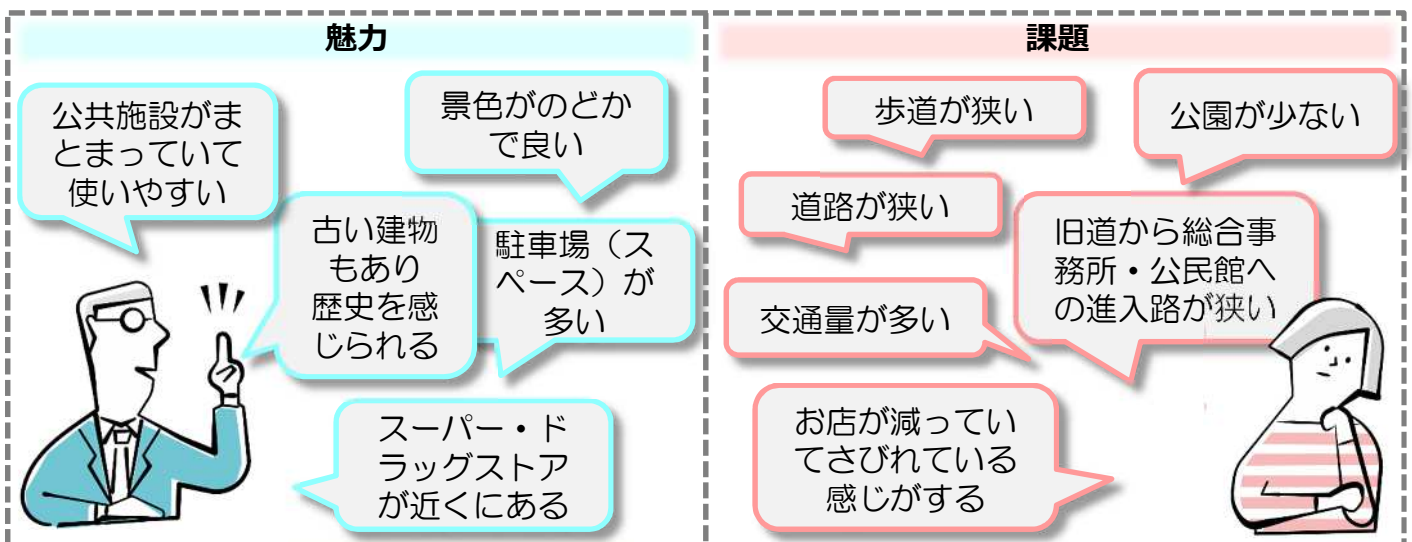 魅力
公共施設がま
とまっていて
使いやすい
景色がのどか
で良い
古い建物
もあり
歴史を感
じられる
駐車場（ス
ペース）が
多い
スーパー・ド
ラッグストア
が近くにある
課題
歩道が狭い
公園が少ない
道路が狭い
旧道から総合事
務所・公民館へ
の進入路が狭い
交通量が多い
お店が減ってい
てさびれている
感じがする